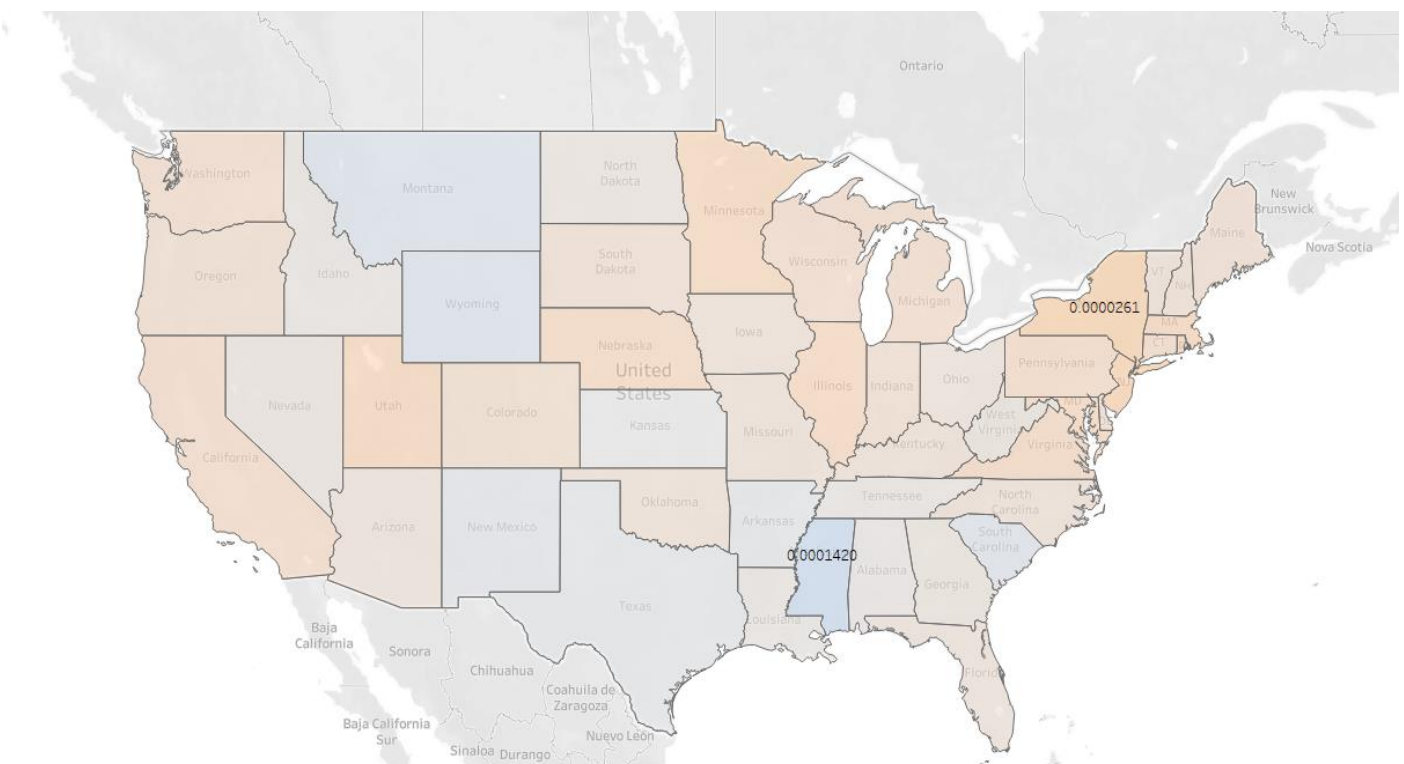 Ontario
Washington
Montana
North
Dakota
Minnesota
New
Brunswick
Nova Scotia
Maine
Oregon
Idaho
South
Dakota
Wisconsin
VT
NH
Wyoming
Michigan
0.0000261
MA
Iowa
CT
Nebraska
Pennsylvania
United
States
Illinois
Indiana
Ohio
NJ
Nevada
Utah
Colorado
MD
Kansas
Missouri
West
Virginia
Kentucky
Virginia
California
Oklahoma
Tennessee
North
Carolina
Arizona
New Mexico
Arkansas
South
Carolina
0.0001420
Alabama
Georgia
Texas
Louisiana
Florida
Baja
California
Sonora
Chihuahua
Coahuila de
Zaragoza
Baja California
Sur
Nuevo León
Sinaloa
Durango